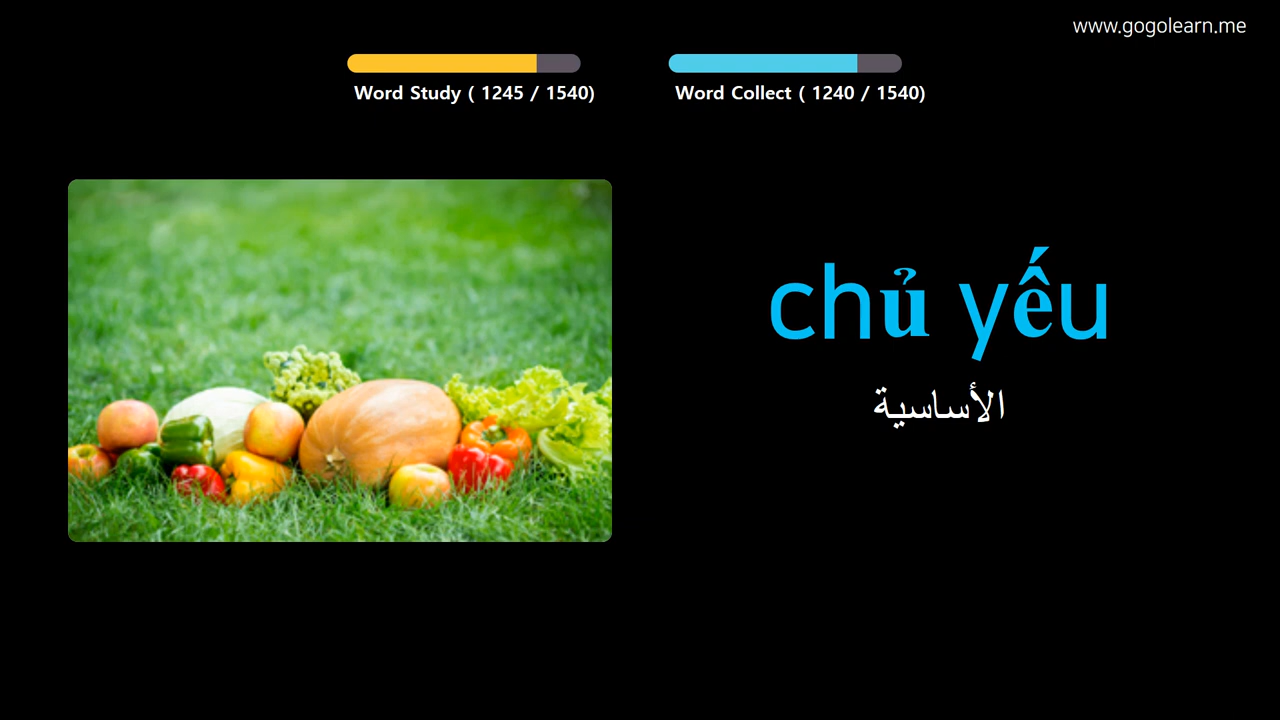 www.gogolearn.me
Word Study ( 1245 / 1540)
Word Collect ( 1240 / 1540)
chủ yếu
الأساسية